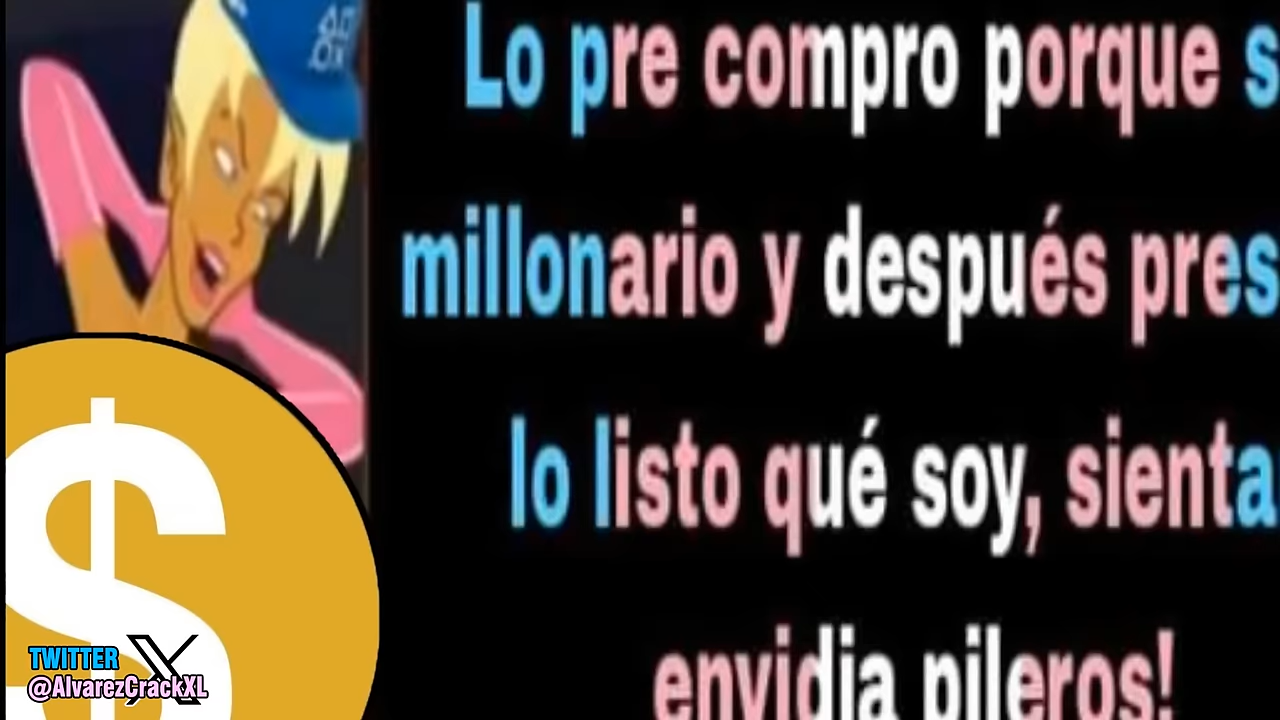 Lo pre compro porque s
millonario y después pres
lo listo qué soy, sienta
envidia pileros!
TWITTER X
@AlvarezCrackXL